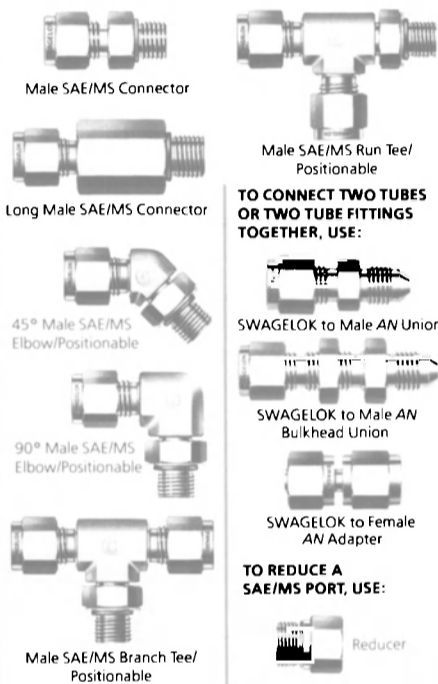 Male SAE/MS Connector
Long Male SAE/MS Connector
45° Male SAE/MS
Elbow/Positionable
90° Male SAE/MS
Elbow/Positionable
Male SAE/MS Branch Tee/
Positionable
Male SAE/MS Run Tee/
Positionable
TO CONNECT TWO TUBES
OR TWO TUBE FITTINGS
TOGETHER, USE:
SWAGELOK to Male AN Union
SWAGELOK to Male AN
Bulkhead Union
SWAGELOK to Female
AN Adapter
TO REDUCE A
SAE/MS PORT, USE:
Reducer